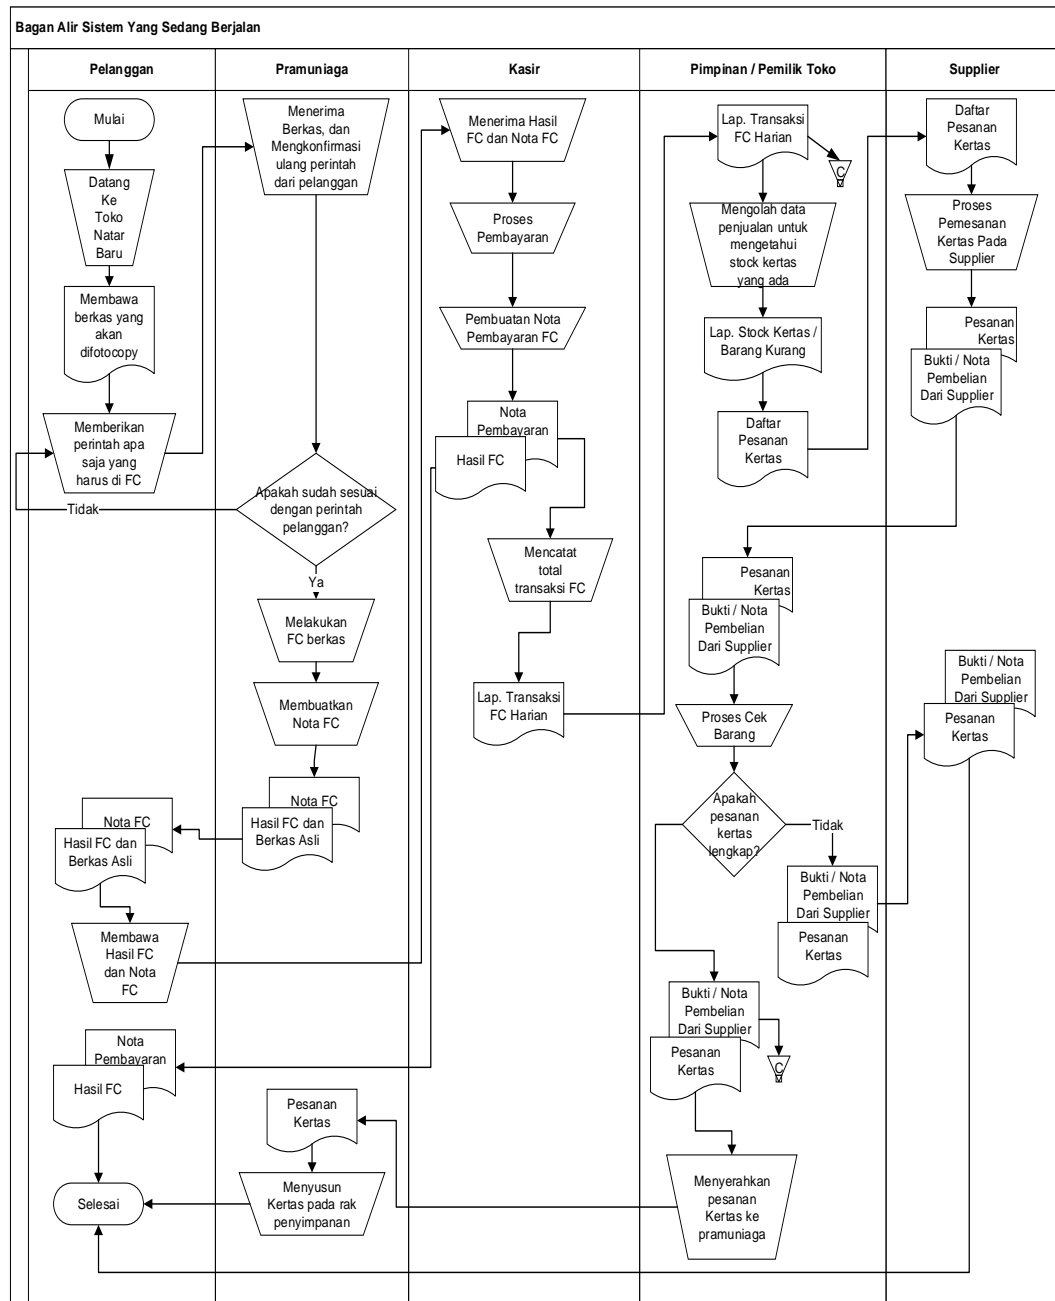 Bagan Alir Sistem Yang Sedang Berjalan
Pelanggan
Pramuniaga
Kasir
Pimpinan / Pemilik Toko
Supplier
Mulai
Datang
Ke
Toko
Natar
Baru
Membawa
berkas yang
akan
difotocopy
Memberikan
perintah apa
saja yang
harus di FC
Tidak
Nota FC
Hasil FC dan
Berkas Asli
Membawa
Hasil FC
dan Nota
FC
Nota
Pembayaran
Hasil FC
Selesai
Menerima
Berkas, dan
Mengkonfirmasi
ulang perintah
dari pelanggan
Apakah sudah sesuai
dengan perintah
pelanggan?
Ya
Melakukan
FC berkas
Membuatkan
Nota FC
Nota FC
Hasil FC dan
Berkas Asli
Pesanan
Kertas
Menyusun
Kertas pada rak
penyimpanan
Menerima Hasil
FC dan Nota FC
Proses
Pembayaran
Pembuatan Nota
Pembayaran FC
Nota
Pembayaran
Hasil FC
Mencatat
total
transaksi FC
Lap. Transaksi
FC Harian
Lap. Transaksi
FC Harian
C
Mengolah data
penjualan untuk
mengetahui
stock kertas
yang ada
Lap. Stock Kertas /
Barang Kurang
Daftar
Pesanan
Kertas
Pesanan
Kertas
Bukti / Nota
Pembelian
Dari Supplier
Proses Cek
Barang
Apakah
pesanan
kertas
lengkap?
Tidak
Bukti / Nota
Pembelian
Dari Supplier
Pesanan
Kertas
Bukti / Nota
Pembelian
Dari Supplier
Pesanan
Kertas
C
Menyerahkan
pesanan
Kertas ke
pramuniaga
Daftar
Pesanan
Kertas
Proses
Pemesanan
Kertas Pada
Supplier
Pesanan
Kertas
Bukti / Nota
Pembelian
Dari Supplier
Bukti / Nota
Pembelian
Dari Supplier
Pesanan
Kertas